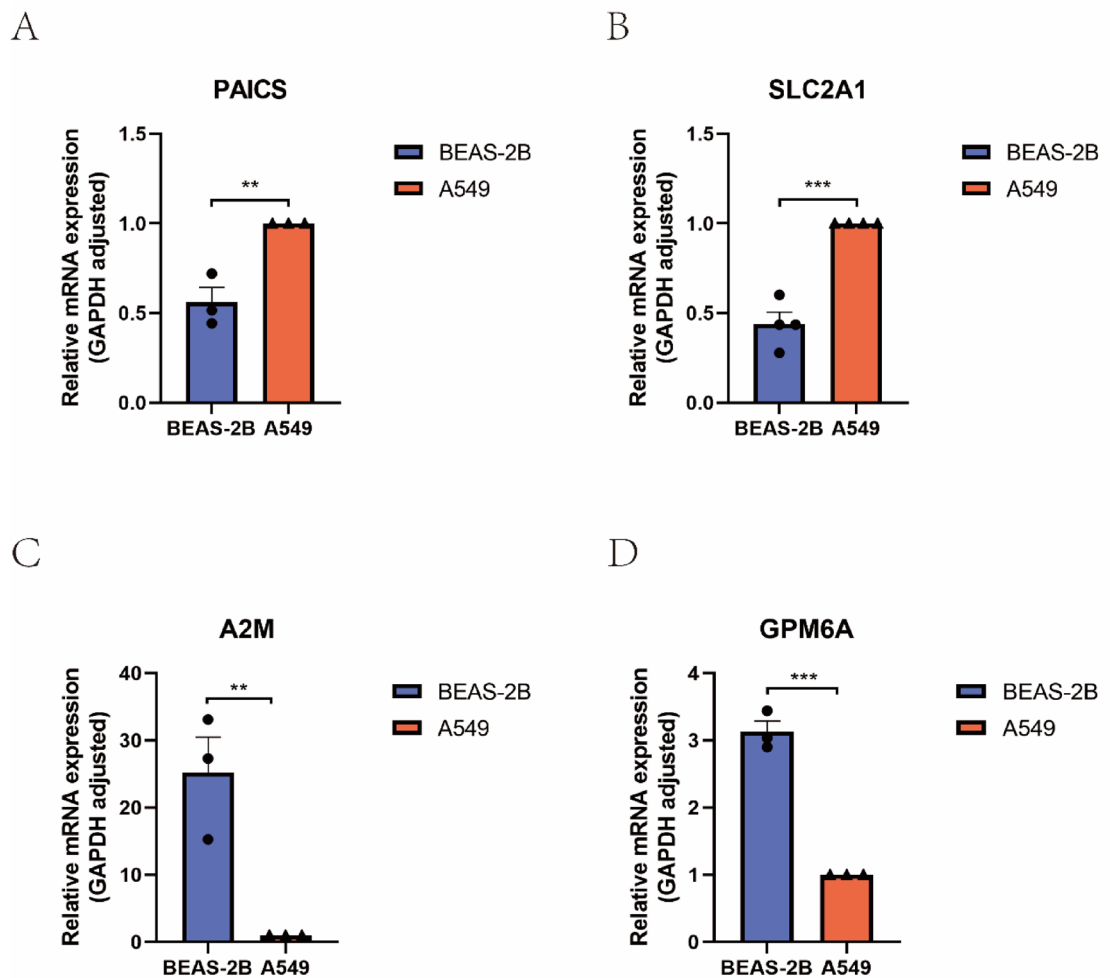 A
PAICS
Relative mRNA expression
(GAPDH adjusted)
1.5
1.0
0.5
0.0
**
BEAS-2B
A549
BEAS-2B A549
B
SLC2A1
Relative mRNA expression
(GAPDH adjusted)
1.5
1.0
0.5
0.0
***
BEAS-2B
A549
BEAS-2B A549
C
A2M
Relative mRNA expression
(GAPDH adjusted)
40
30
20
10
0
**
BEAS-2B
A549
BEAS-2B A549
D
GPM6A
Relative mRNA expression
(GAPDH adjusted)
4
3
2
1
0
***
BEAS-2B
A549
BEAS-2B A549